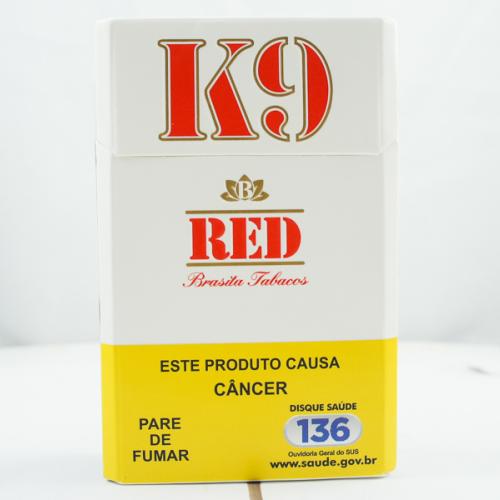 K9
B
RED
Brasita Tabacos
ESTE PRODUTO CAUSA
CÂNCER
PARE
DE
FUMAR
DISQUE SAÚDE
136
Ouvidoria Geral do SUS
www.saude.gov.br